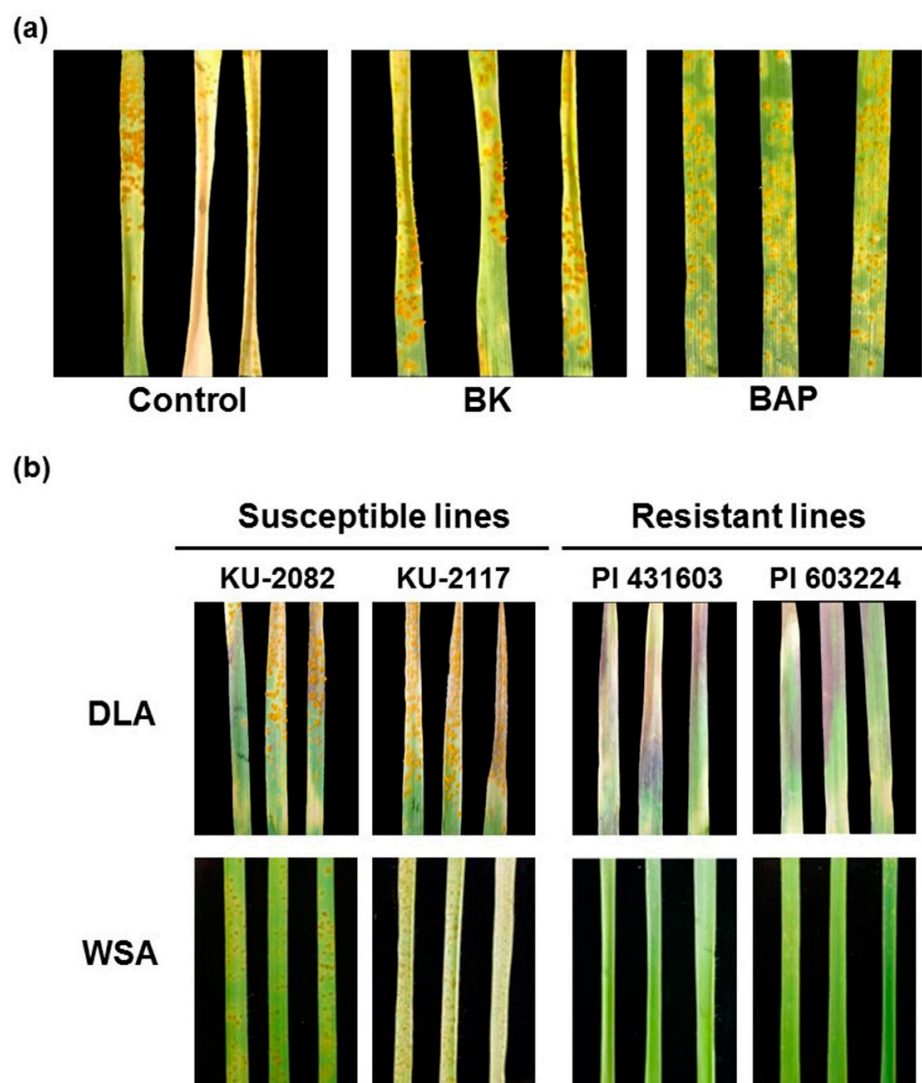 (a)
Control BK BAP
(b)
Susceptible lines Resistant lines
KU-2082 KU-2117 PI 431603 PI 603224
DLA
WSA